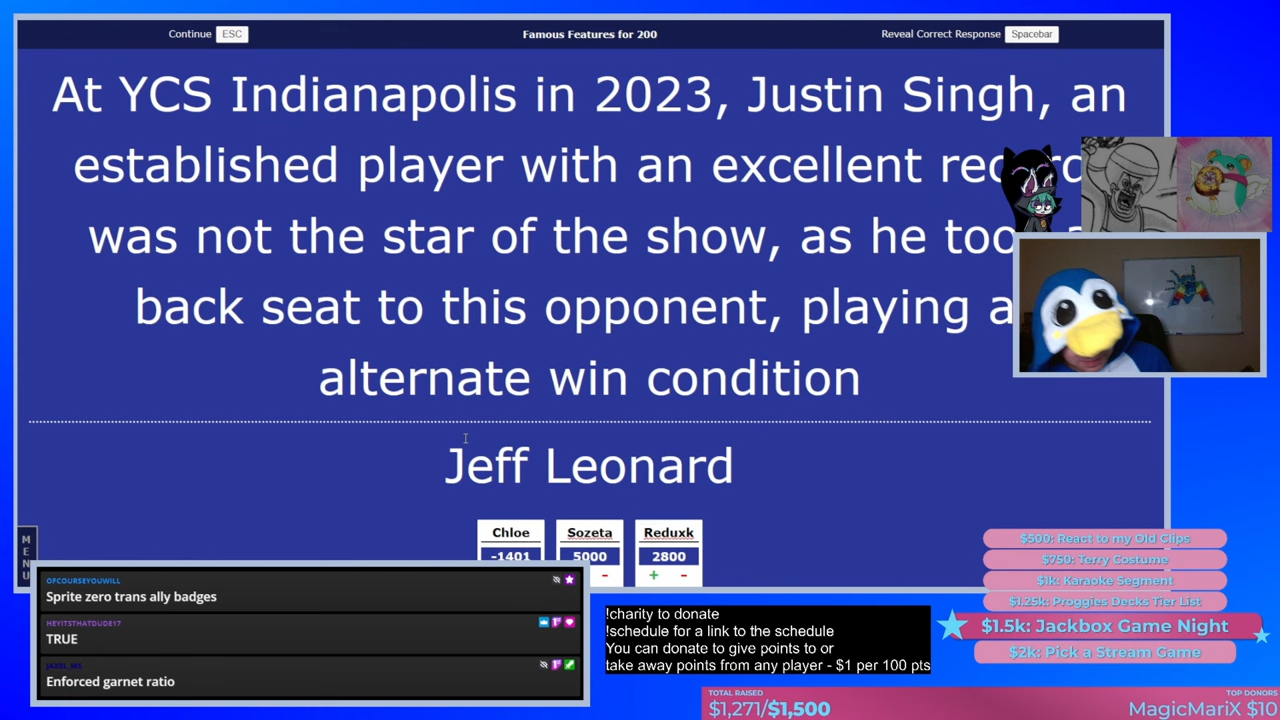 Continue ESC
Famous Features for 200
Reveal Correct Response Spacebar
At YCS Indianapolis in 2023, Justin Singh, an
established player with an excellent
was not the star of the show, as he
back seat to this opponent, playing
alternate win condition
Jeff Leonard
MENU
Chloe
-1401
Sozeta
5000
-
Reduxk
2800
+ -
OFCOURSEYOUWILL
Sprite zero trans ally badges
HEYITSTHATDUDE17
TRUE
Enforced garnet ratio
!charity to donate
!schedule for a link to the schedule
You can donate to give points to or
take away points from any player - $1 per 100 pts
$500: React to my Old Clips
$750: Terry Costume
$1k: Karaoke Segment
$1.25k: Proggies Decks Tier List
$1.5k: Jackbox Game Night
$2k: Pick a Stream Game
TOTAL RAISED
$1,271/$1,500
TOP DONORS
MagicMariX $10